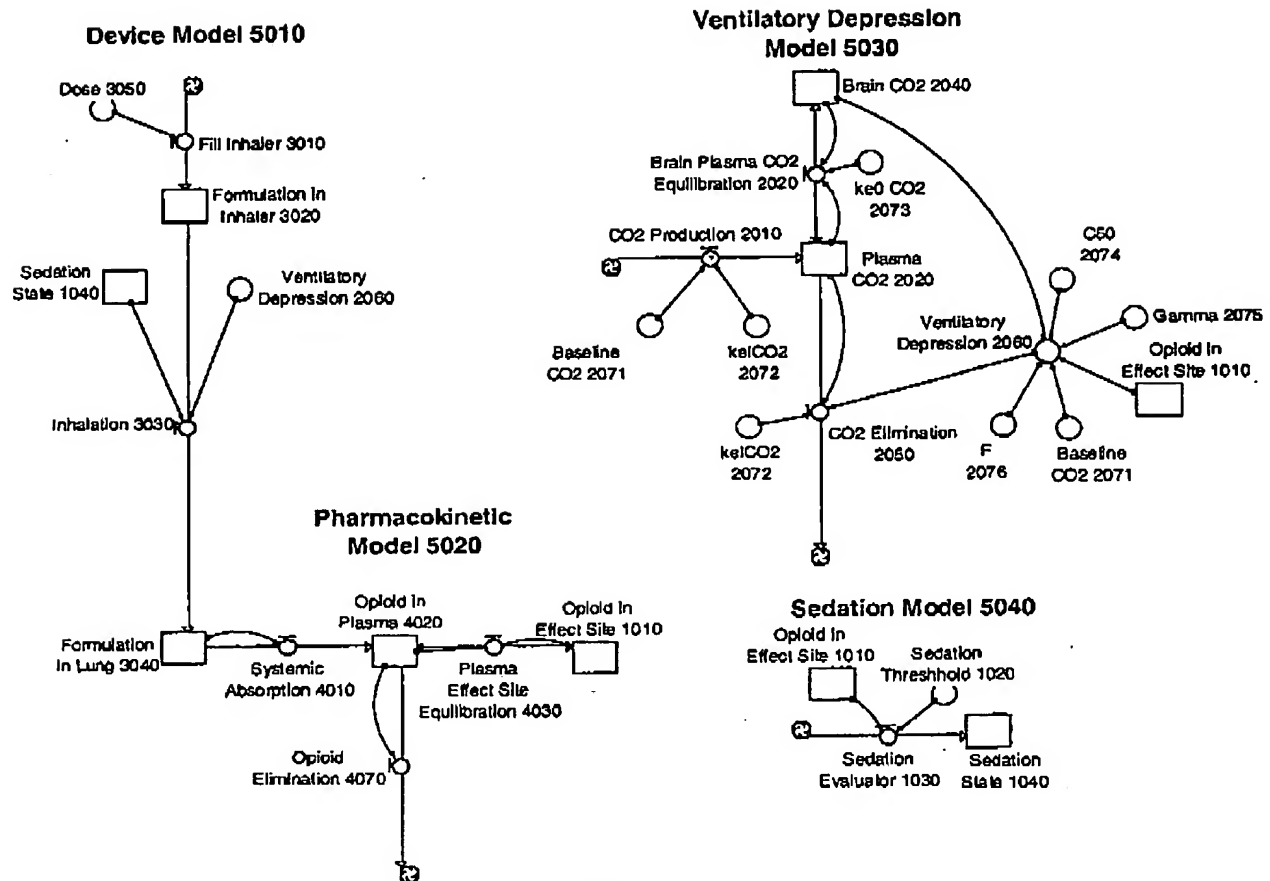 Device Model 5010
Dose 3050
Fill Inhaler 3010
Formulation in
Inhaler 3020
Sedation
State 1040
Ventilatory
Depression 2060
Inhalation 3030
Formulation
In Lung 3040
Pharmacokinetic
Model 5020
Systemic
Absorption 4010
Opioid in
Plasma 4020
Plasma
Effect Site
Equilibration 4030
Opioid in
Effect Site 1010
Opioid
Elimination 4070
Ventilatory Depression
Model 5030
Brain CO2 2040
Brain Plasma CO2
Equilibration 2020
ke0 CO2
2073
CO2 Production 2010
Plasma
CO2 2020
Baseline
CO2 2071
kelCO2
2072
C50
2074
Gamma 2075
Ventilatory
Depression 2060
Opioid in
Effect Site 1010
kelCO2
2072
CO2 Elimination
2050
F
2076
Baseline
CO2 2071
Sedation Model 5040
Opioid in
Effect Site 1010
Sedation
Threshhold 1020
Sedation
Evaluator 1030
Sedation
State 1040